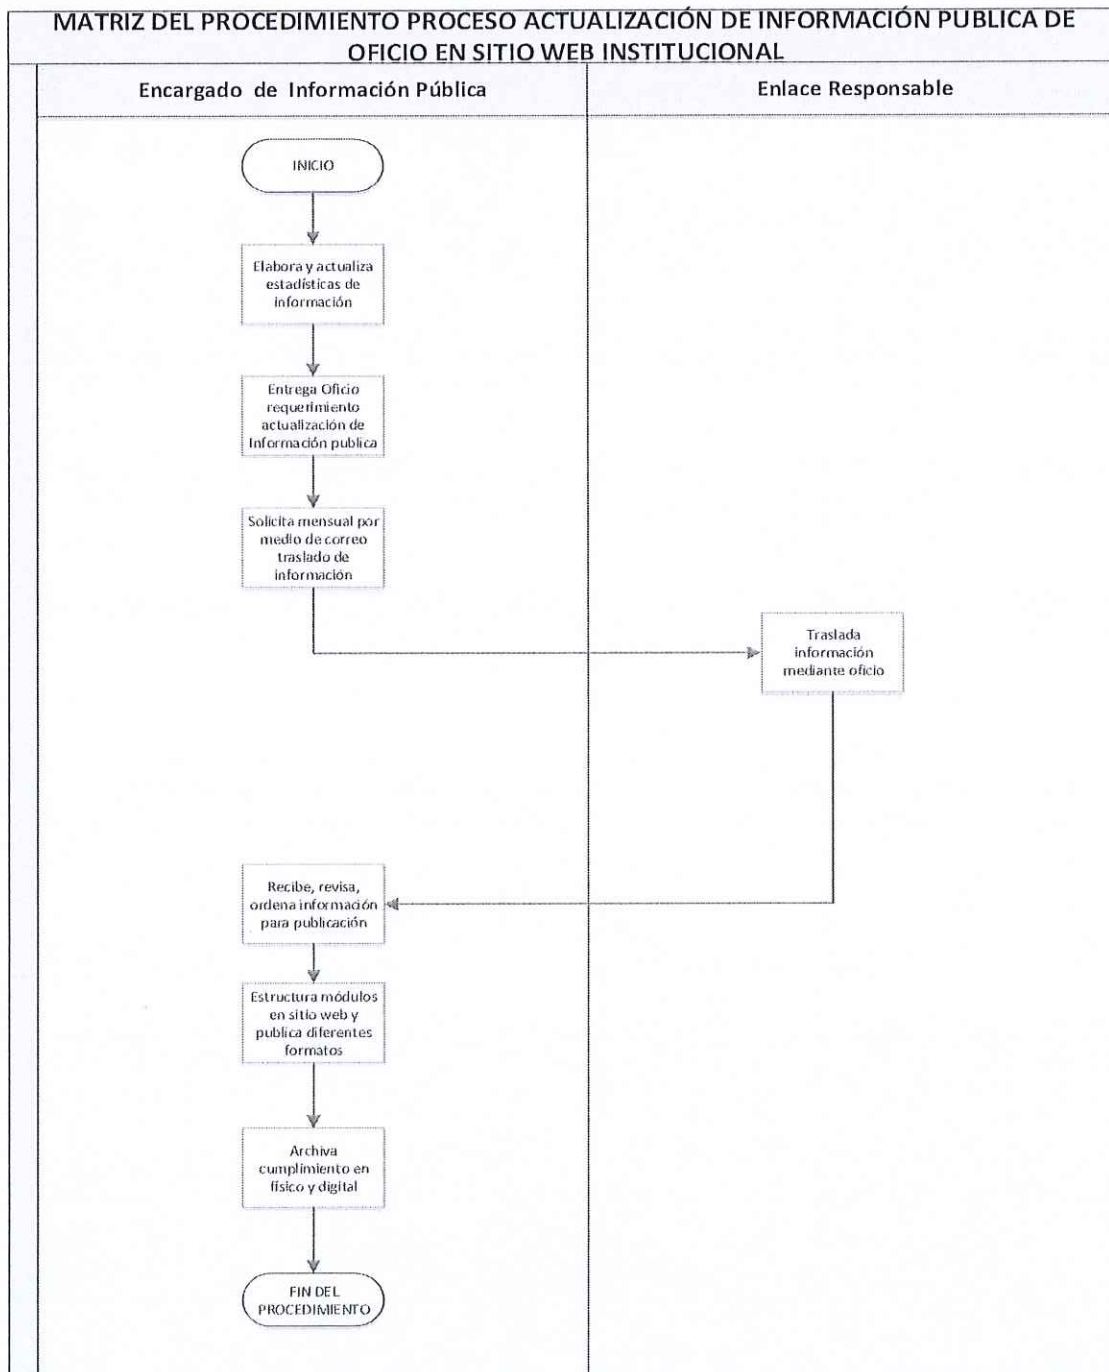 MATRIZ DEL PROCEDIMIENTO PROCESO ACTUALIZACIÓN DE INFORMACIÓN PUBLICA DE
OFICIO EN SITIO WEB INSTITUCIONAL
Encargado de Información Pública
Enlace Responsable
INICIO
Elabora y actualiza
estadísticas de
información
Entrega Oficio
requerimiento
actualización de
Información publica
Solicita mensual por
medio de correo
traslado de
información
Traslada
información
mediante oficio
Recibe, revisa,
ordena información
para publicación
Estructura módulos
en sitio web y
publica diferentes
formatos
Archiva
cumplimiento en
físico y digital
FIN DEL
PROCEDIMIENTO